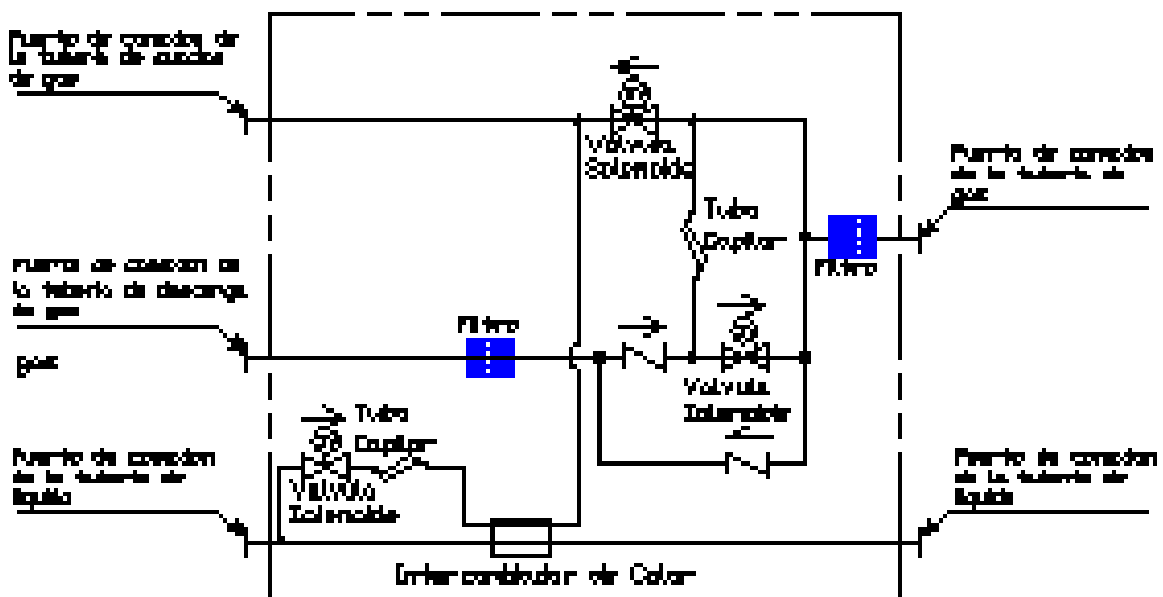 Puerto de conexion de
la tuberia de succion
de gas
Valvula
Solenoide
Puerto de conexion
de la tuberia de
gas
Tubo
Capilar
Filtro
Puerto de conexion de
la tuberia de descarga
de gas
Filtro
gas
Valvula
Solenoide
Tubo
Capilar
Puerto de conexion
de la tuberia de
liquido
Valvula
Solenoide
Puerto de conexion
de la tuberia de
liquido
Intercambiador de Calor